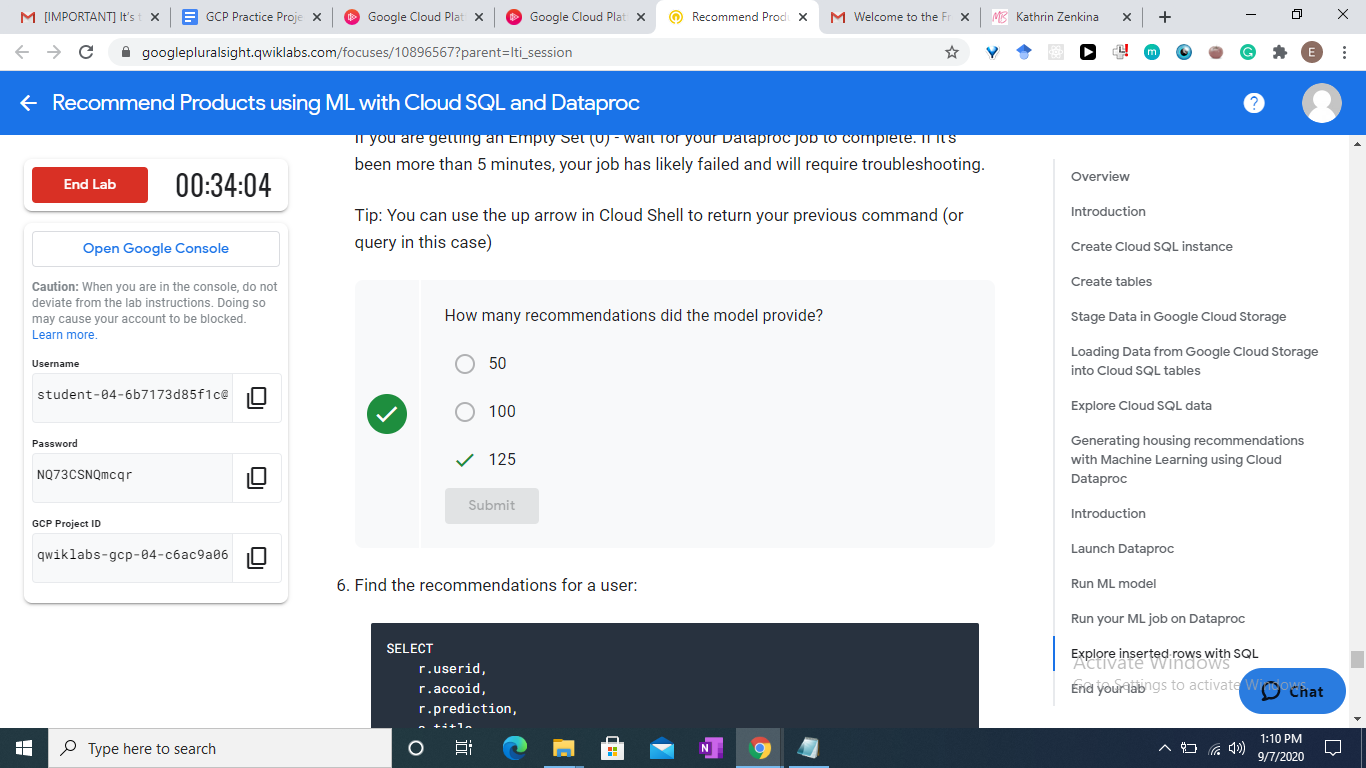 [IMPORTANT] It's t
GCP Practice Proje
Google Cloud Plat
Google Cloud Plat
Recommend Produ
Welcome to the Fr
Kathrin Zenkina
googlepluralsight.qwiklabs.com/focuses/10896567?parent=lti_session
Recommend Products using ML with Cloud SQL and Dataproc
End Lab
00:34:04
Open Google Console
Caution: When you are in the console, do not
deviate from the lab instructions. Doing so
may cause your account to be blocked.
Learn more.
Username
student-04-6b7173d85f1c@
Password
NQ73CSNQmcqr
GCP Project ID
qwiklabs-gcp-04-c6ac9a06
If you are getting an Empty Set (0) - wait for your Dataproc job to complete. If it's
been more than 5 minutes, your job has likely failed and will require troubleshooting.
Tip: You can use the up arrow in Cloud Shell to return your previous command (or
query in this case)
How many recommendations did the model provide?
50
100
125
Submit
6. Find the recommendations for a user:
SELECT
r.userid,
r.accoid,
r.prediction,
a.title
Overview
Introduction
Create Cloud SQL instance
Create tables
Stage Data in Google Cloud Storage
Loading Data from Google Cloud Storage
into Cloud SQL tables
Explore Cloud SQL data
Generating housing recommendations
with Machine Learning using Cloud
Dataproc
Introduction
Launch Dataproc
Run ML model
Run your ML job on Dataproc
Explore inserted rows with SQL
End your lab
Activate Windows
Go to Settings to activate Windows.
Chat
Type here to search
1:10 PM
9/7/2020